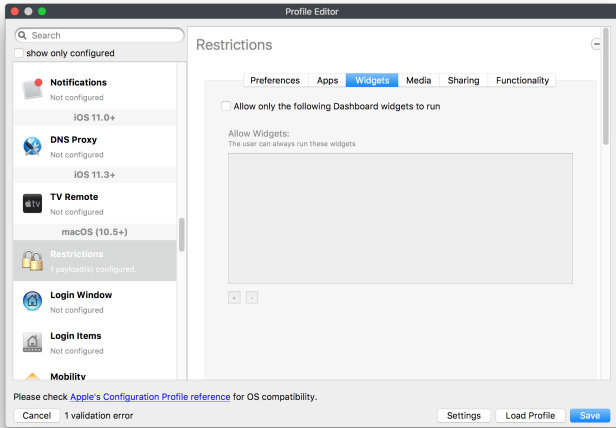 Profile Editor
Search
show only configured
Notifications
Not configured
iOS 11.0+
DNS Proxy
Not configured
iOS 11.3+
tv
TV Remote
Not configured
macOS (10.5+)
Restrictions
1 payload(s) configured.
Login Window
Not configured
Login Items
Not configured
Mobility
Restrictions
Preferences Apps Widgets Media Sharing Functionality
Allow only the following Dashboard widgets to run
Allow Widgets:
The user can always run these widgets
+ -
Please check Apple's Configuration Profile reference for OS compatibility.
Cancel 1 validation error Settings Load Profile Save